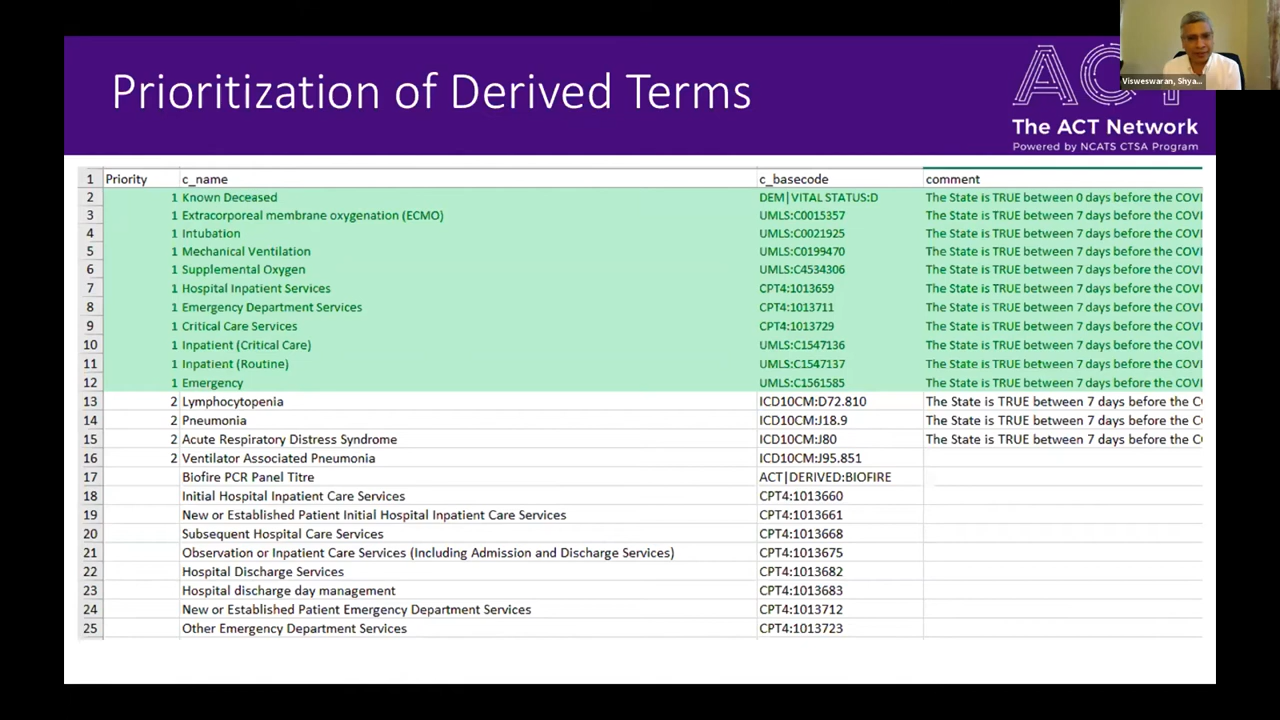 Prioritization of Derived Terms
ACT
The ACT Network
Powered by NCATS CTSA Program
Visweswaran, Shya...
1 Priority c_name c_basecode comment
2 1 Known Deceased DEM|VITAL STATUS:D The State is TRUE between 0 days before the COVI
3 1 Extracorporeal membrane oxygenation (ECMO) UMLS:C0015357 The State is TRUE between 7 days before the COVI
4 1 Intubation UMLS:C0021925 The State is TRUE between 7 days before the COVI
5 1 Mechanical Ventilation UMLS:C0199470 The State is TRUE between 7 days before the COVI
6 1 Supplemental Oxygen UMLS:C4534306 The State is TRUE between 7 days before the COVI
7 1 Hospital Inpatient Services CPT4:1013659 The State is TRUE between 7 days before the COVI
8 1 Emergency Department Services CPT4:1013711 The State is TRUE between 7 days before the COVI
9 1 Critical Care Services CPT4:1013729 The State is TRUE between 7 days before the COVI
10 1 Inpatient (Critical Care) UMLS:C1547136 The State is TRUE between 7 days before the COVI
11 1 Inpatient (Routine) UMLS:C1547137 The State is TRUE between 7 days before the COVI
12 1 Emergency UMLS:C1561585 The State is TRUE between 7 days before the COVI
13 2 Lymphocytopenia ICD10CM:D72.810 The State is TRUE between 7 days before the CO
14 2 Pneumonia ICD10CM:J18.9 The State is TRUE between 7 days before the CO
15 2 Acute Respiratory Distress Syndrome ICD10CM:J80 The State is TRUE between 7 days before the CO
16 2 Ventilator Associated Pneumonia ICD10CM:J95.851
17 Biofire PCR Panel Titre ACT|DERIVED:BIOFIRE
18 Initial Hospital Inpatient Care Services CPT4:1013660
19 New or Established Patient Initial Hospital Inpatient Care Services CPT4:1013661
20 Subsequent Hospital Care Services CPT4:1013668
21 Observation or Inpatient Care Services (Including Admission and Discharge Services) CPT4:1013675
22 Hospital Discharge Services CPT4:1013682
23 Hospital discharge day management CPT4:1013683
24 New or Established Patient Emergency Department Services CPT4:1013712
25 Other Emergency Department Services CPT4:1013723